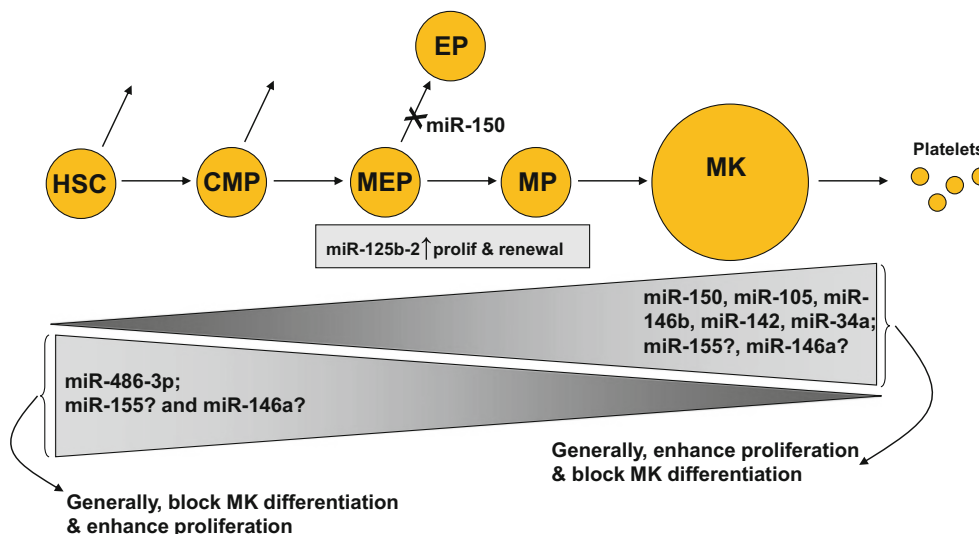 EP
miR-150
Platelets
HSC
CMP
MEP
MP
MK
miR-125b-2↑prolif & renewal
miR-150, miR-105, miR-
146b, miR-142, miR-34a;
miR-155?, miR-146a?
miR-486-3p;
miR-155? and miR-146a?
Generally, enhance proliferation
& block MK differentiation
Generally, block MK differentiation
& enhance proliferation